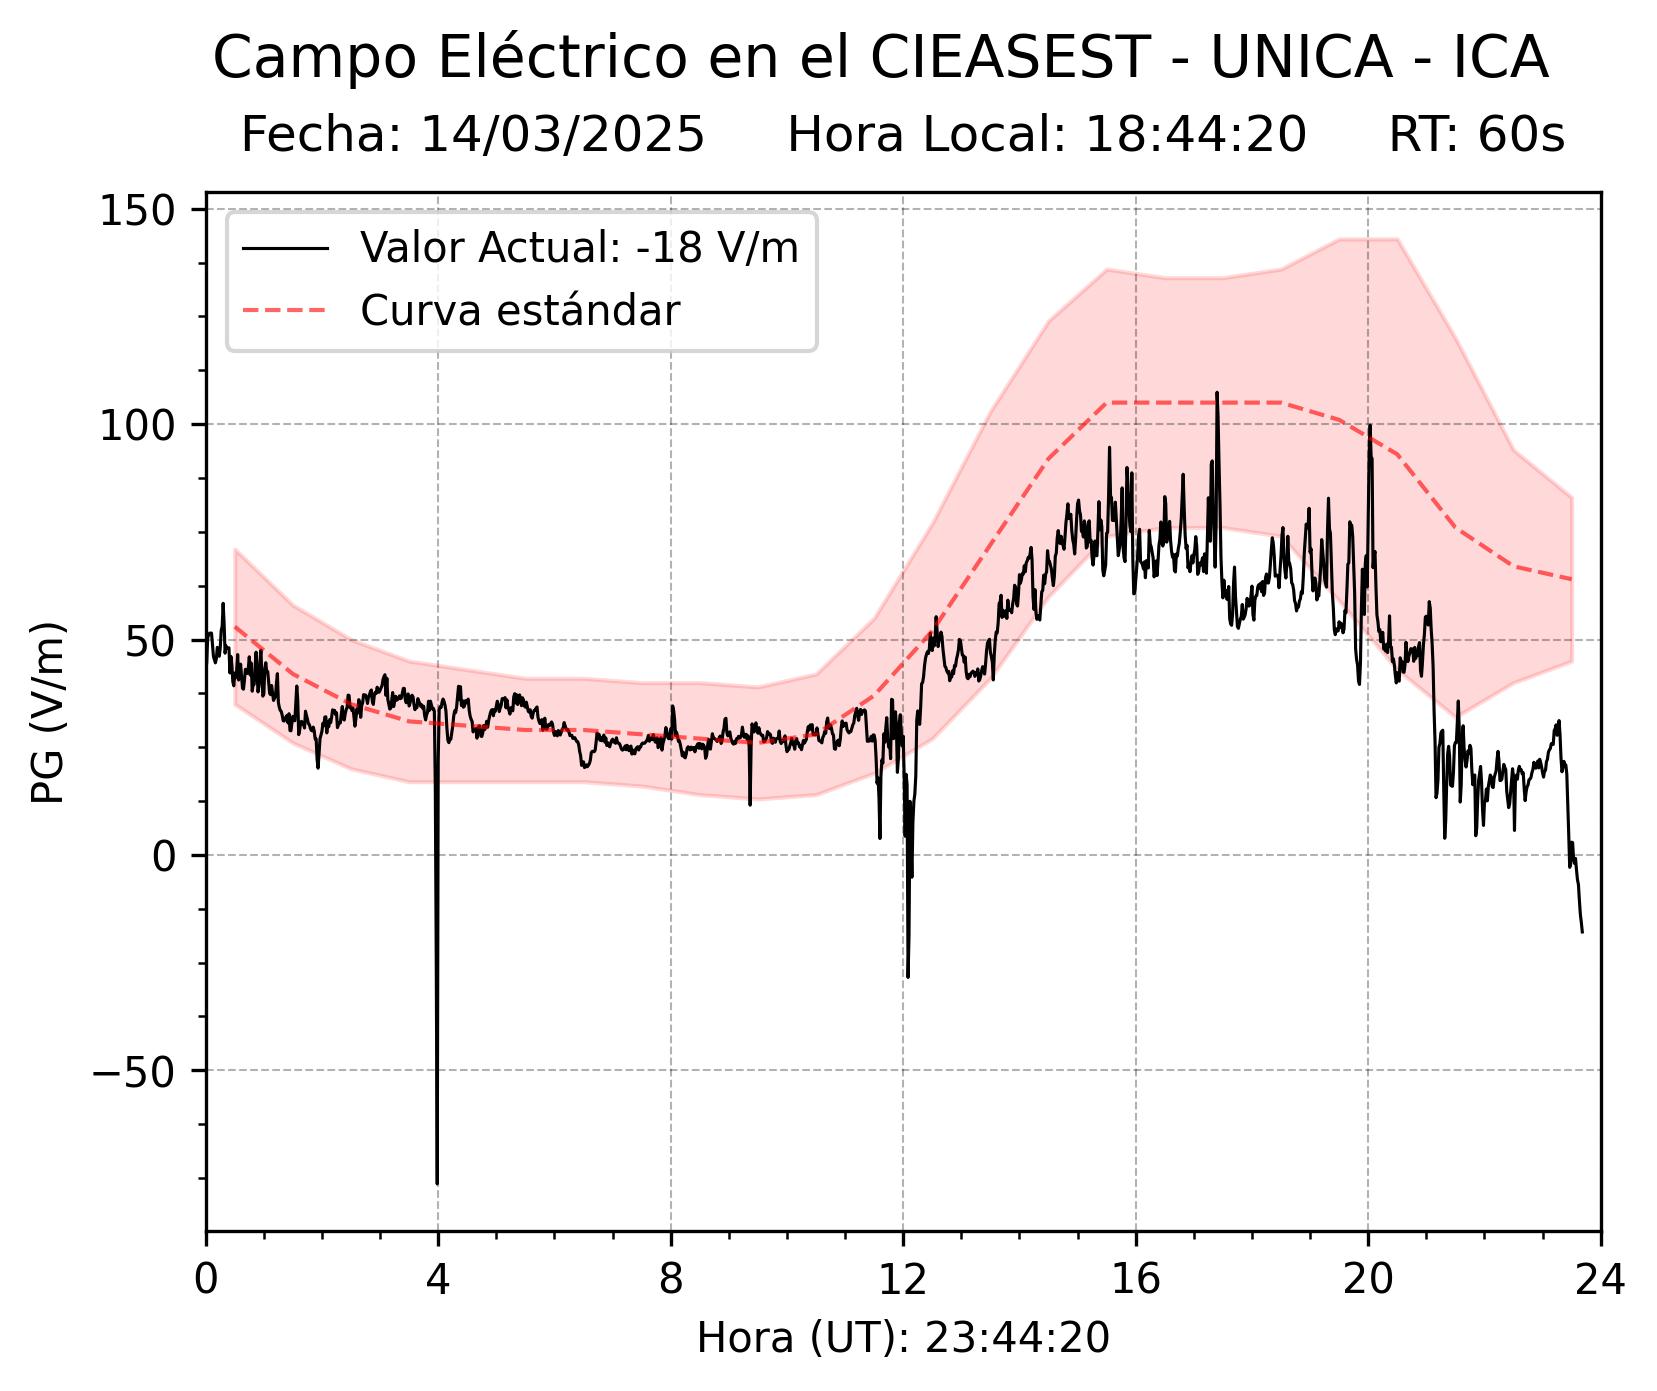 Campo Eléctrico en el CIEASEST - UNICA - ICA
Fecha: 14/03/2025 Hora Local: 18:44:20 RT: 60s
Valor Actual: -18 V/m
Curva estándar
PG (V/m)
150
100
50
0
−50
0 4 8 12 16 20 24
Hora (UT): 23:44:20